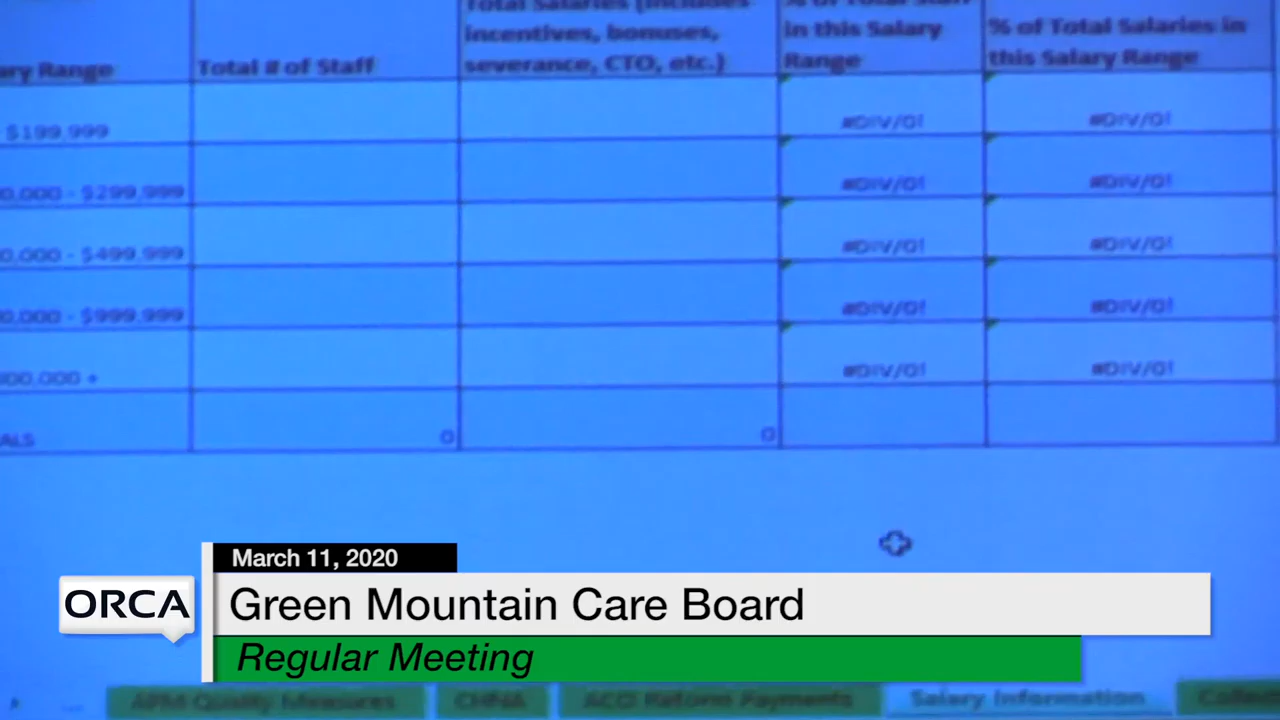 Total Salaries (includes
incentives, bonuses,
severance, CTO, etc.)
% of Total Staff
in this Salary
Range
% of Total Salaries in
this Salary Range
ary Range
Total # of Staff
$199,999
#DIV/0!
#DIV/0!
0,000 - $299,999
#DIV/0!
#DIV/0!
0,000 - $499,999
#DIV/0!
#DIV/0!
0,000 - $999,999
#DIV/0!
#DIV/0!
000,000 +
#DIV/0!
#DIV/0!
ALS
0
0
March 11, 2020
ORCA
Green Mountain Care Board
Regular Meeting
APM Quality Measures
CHNA
ACO Reform Payments
Salary Information